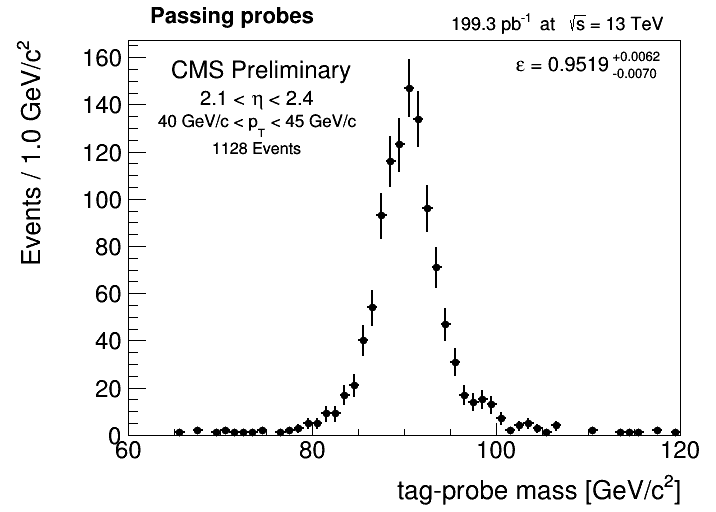 Passing probes
199.3 pb⁻¹ at √s = 13 TeV
CMS Preliminary
2.1 < η < 2.4
40 GeV/c < p_T < 45 GeV/c
1128 Events
ε = 0.9519 +0.0062 -0.0070
Events / 1.0 GeV/c²
160
140
120
100
80
60
40
20
0
60 80 100 120
tag-probe mass [GeV/c²]